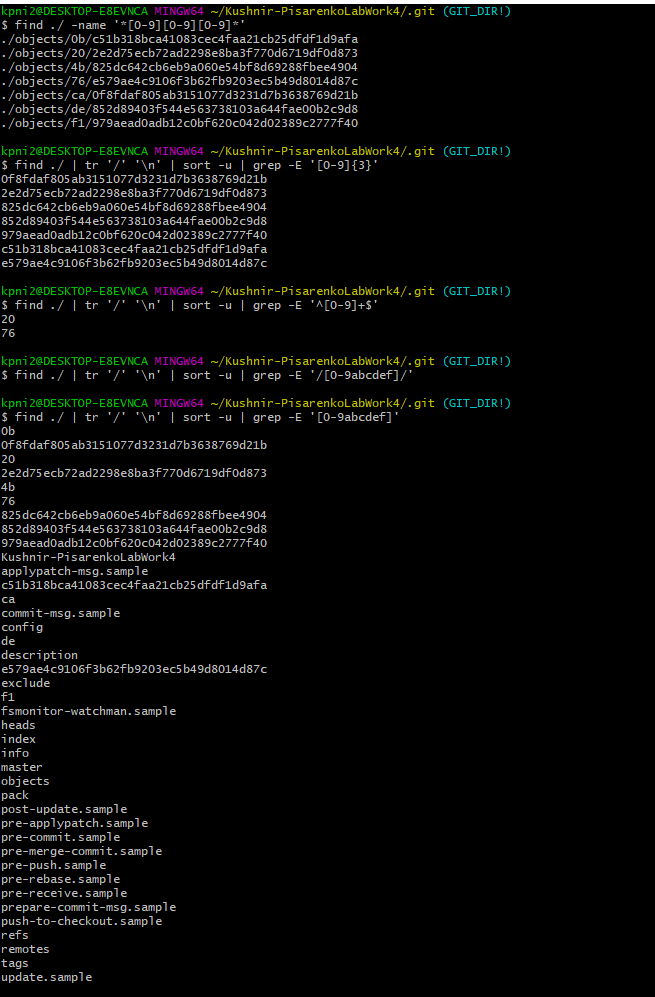 kpni2@DESKTOP-E8EVNCA MINGW64 ~/Kushnir-PisarenkoLabWork4/.git (GIT_DIR!)
$ find ./ -name '*[0-9][0-9][0-9]*'
./objects/0b/c51b318bca41083cec4faa21cb25dfdf1d9afa
./objects/20/2e2d75ecb72ad2298e8ba3f770d6719df0d873
./objects/4b/825dc642cb6eb9a060e54bf8d69288fbee4904
./objects/76/e579ae4c9106f3b62fb9203ec5b49d8014d87c
./objects/ca/0f8fdaf805ab3151077d3231d7b3638769d21b
./objects/de/852d89403f544e563738103a644fae00b2c9d8
./objects/f1/979aead0adb12c0bf620c042d02389c2777f40
kpni2@DESKTOP-E8EVNCA MINGW64 ~/Kushnir-PisarenkoLabWork4/.git (GIT_DIR!)
$ find ./ | tr '/' '\n' | sort -u | grep -E '[0-9]{3}'
0f8fdaf805ab3151077d3231d7b3638769d21b
2e2d75ecb72ad2298e8ba3f770d6719df0d873
825dc642cb6eb9a060e54bf8d69288fbee4904
852d89403f544e563738103a644fae00b2c9d8
979aead0adb12c0bf620c042d02389c2777f40
c51b318bca41083cec4faa21cb25dfdf1d9afa
e579ae4c9106f3b62fb9203ec5b49d8014d87c
kpni2@DESKTOP-E8EVNCA MINGW64 ~/Kushnir-PisarenkoLabWork4/.git (GIT_DIR!)
$ find ./ | tr '/' '\n' | sort -u | grep -E '^[0-9]+$'
20
76
kpni2@DESKTOP-E8EVNCA MINGW64 ~/Kushnir-PisarenkoLabWork4/.git (GIT_DIR!)
$ find ./ | tr '/' '\n' | sort -u | grep -E '/[0-9abcdef]/'
kpni2@DESKTOP-E8EVNCA MINGW64 ~/Kushnir-PisarenkoLabWork4/.git (GIT_DIR!)
$ find ./ | tr '/' '\n' | sort -u | grep -E '[0-9abcdef]'
0b
0f8fdaf805ab3151077d3231d7b3638769d21b
20
2e2d75ecb72ad2298e8ba3f770d6719df0d873
4b
76
825dc642cb6eb9a060e54bf8d69288fbee4904
852d89403f544e563738103a644fae00b2c9d8
979aead0adb12c0bf620c042d02389c2777f40
Kushnir-PisarenkoLabWork4
applypatch-msg.sample
c51b318bca41083cec4faa21cb25dfdf1d9afa
ca
commit-msg.sample
config
de
description
e579ae4c9106f3b62fb9203ec5b49d8014d87c
exclude
f1
fsmonitor-watchman.sample
heads
index
info
master
objects
pack
post-update.sample
pre-applypatch.sample
pre-commit.sample
pre-merge-commit.sample
pre-push.sample
pre-rebase.sample
pre-receive.sample
prepare-commit-msg.sample
push-to-checkout.sample
refs
remotes
tags
update.sample